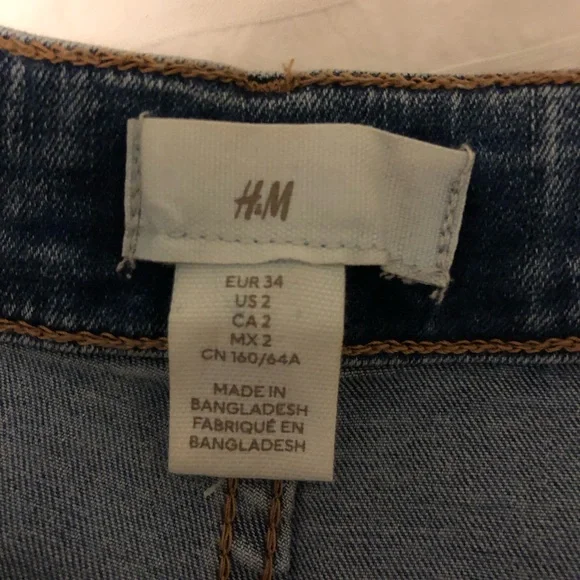 H&M
EUR 34
US 2
CA 2
MX 2
CN 160/64A
MADE IN
BANGLADESH
FABRIQUÉ EN
BANGLADESH